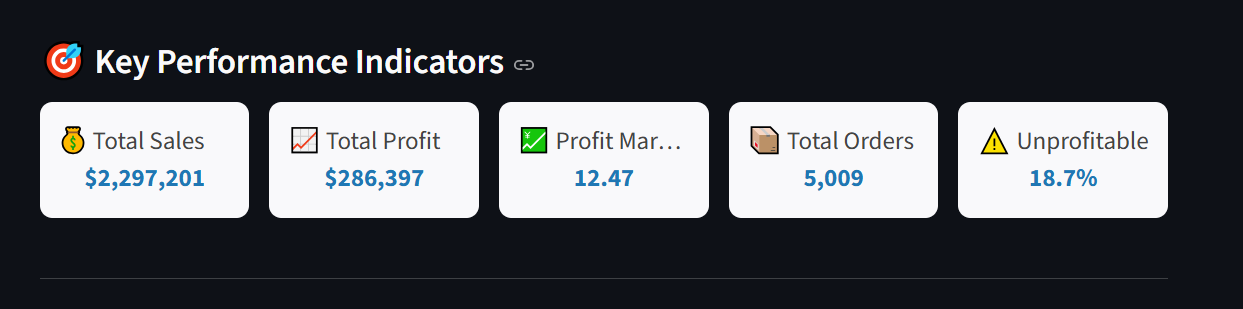 Key Performance Indicators
Total Sales
$2,297,201
Total Profit
$286,397
Profit Mar...
12.47
Total Orders
5,009
Unprofitable
18.7%